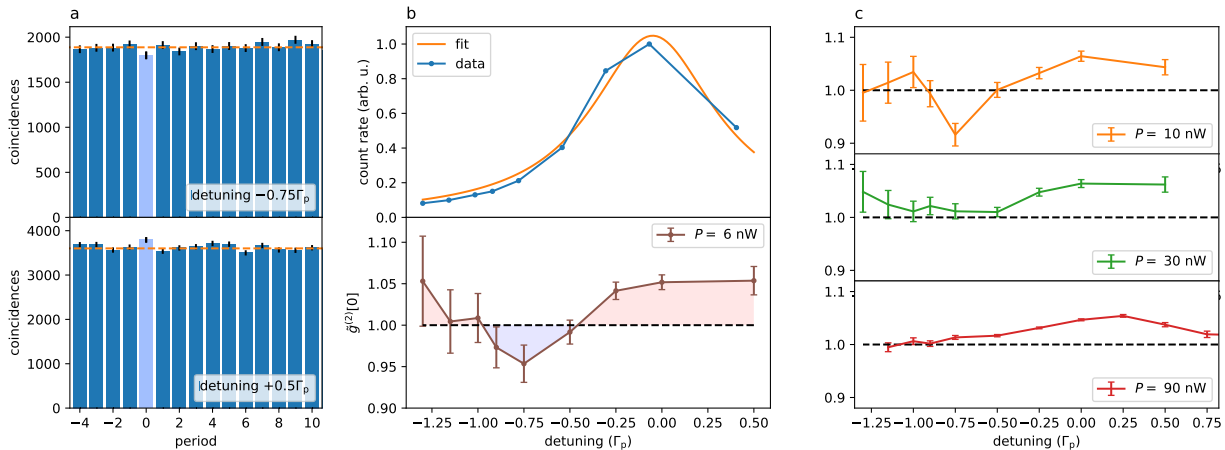 a
2000
1750
1500
1250
1000
750
500
250
0
coincidences
detuning −0.75Γp
4000
3000
2000
1000
0
coincidences
detuning +0.5Γp
−4 −2 0 2 4 6 8 10
period
b
1.0
0.8
0.6
0.4
0.2
0.0
count rate (arb. u.)
fit
data
1.10
1.05
1.00
0.95
0.90
g̃⁽²⁾[0]
P = 6 nW
−1.25 −1.00 −0.75 −0.50 −0.25 0.00 0.25 0.50
detuning (Γp)
c
1.1
1.0
0.9
P = 10 nW
1.1
1.0
0.9
P = 30 nW
1.1
1.0
0.9
P = 90 nW
−1.25 −1.00 −0.75 −0.50 −0.25 0.00 0.25 0.50 0.75
detuning (Γp)